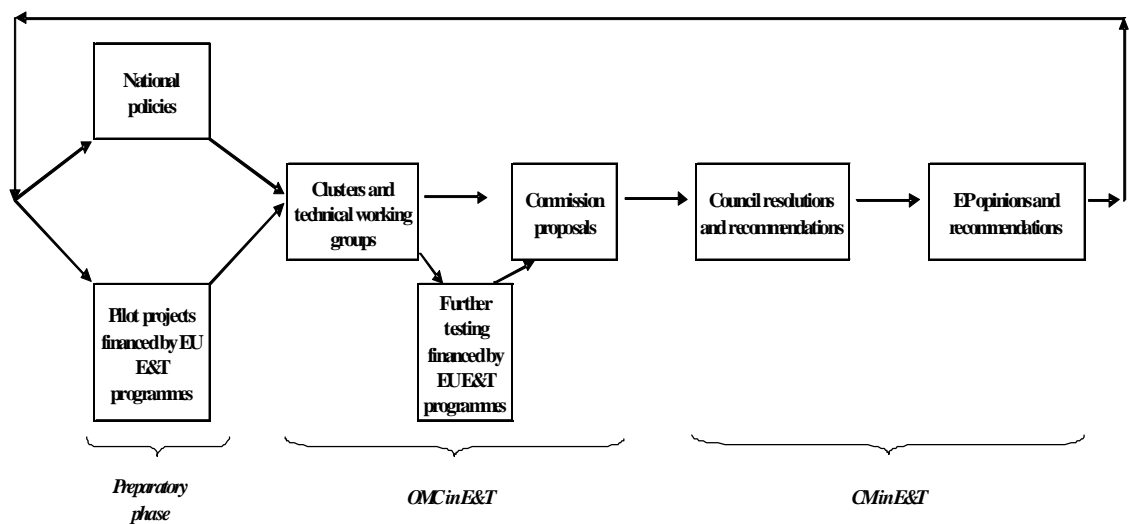 National
policies
Clusters and
technical working
groups
Commission
proposals
Council resolutions
and recommendations
EP opinions and
recommendations
Pilot projects
financed by EU
E&T
programmes
Further
testing
financed by
EU E&T
programmes
Preparatory
phase
OMC in E&T
CM in E&T